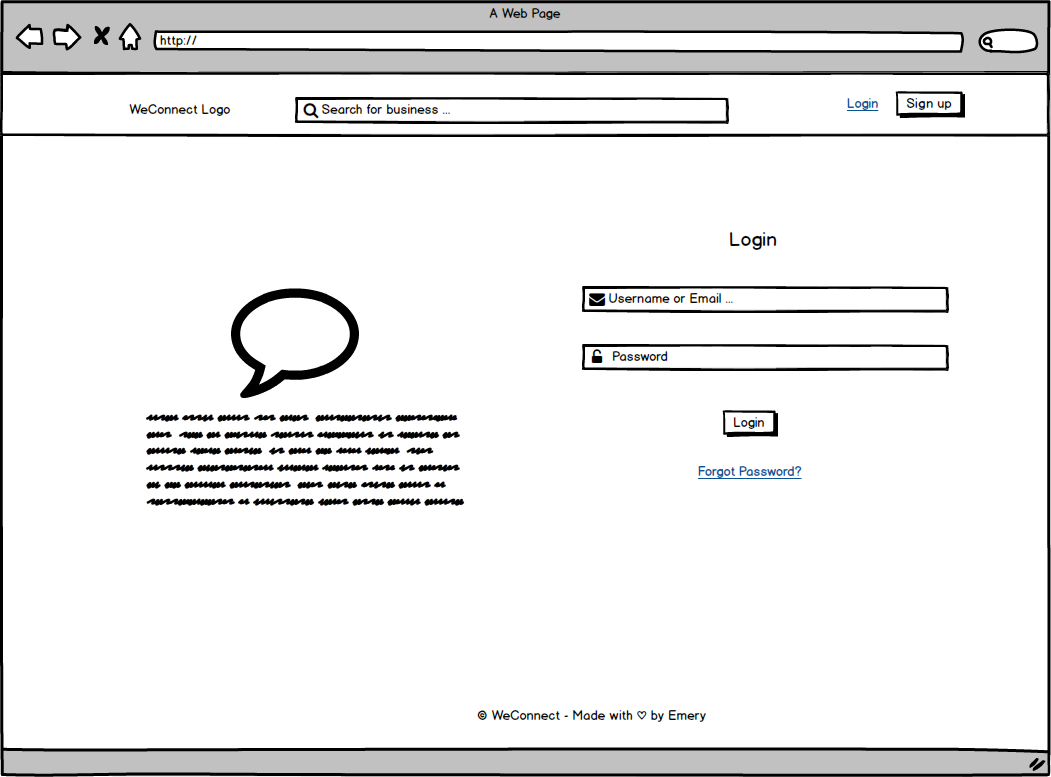 A Web Page
http://
WeConnect Logo
Search for business ...
Login
Sign up
Login
Username or Email ...
Password
Login
Forgot Password?
© WeConnect - Made with ♡ by Emery